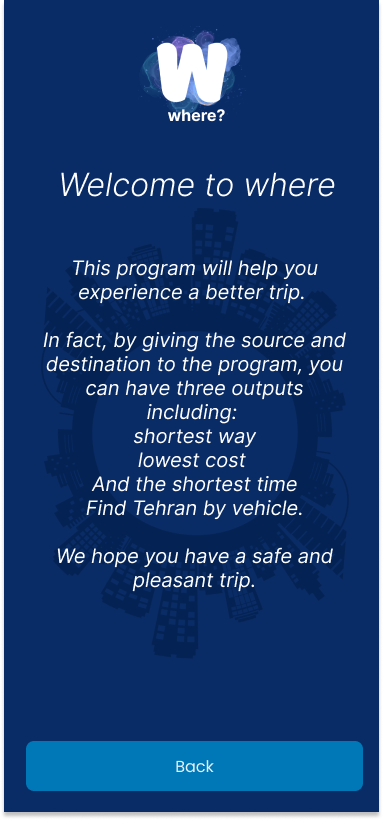 W
where?
Welcome to where
This program will help you
experience a better trip.
In fact, by giving the source and
destination to the program, you
can have three outputs
including:
shortest way
lowest cost
And the shortest time
Find Tehran by vehicle.
We hope you have a safe and
pleasant trip.
Back